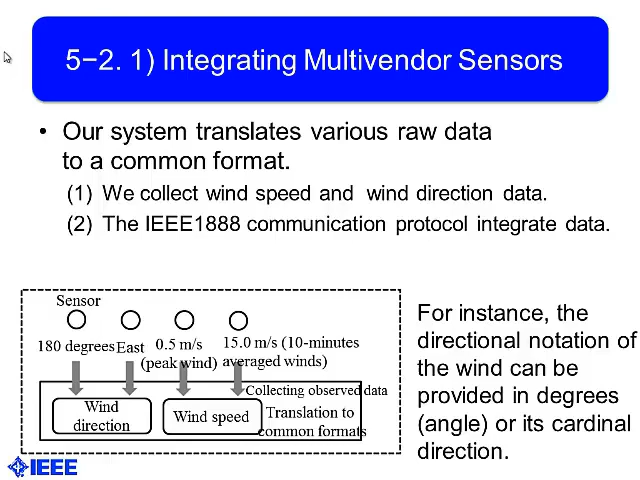 5−2. 1) Integrating Multivendor Sensors
• Our system translates various raw data
to a common format.
(1) We collect wind speed and wind direction data.
(2) The IEEE1888 communication protocol integrate data.
Sensor
180 degrees East 0.5 m/s (peak wind) 15.0 m/s (10-minutes averaged winds)
Collecting observed data
Wind direction
Wind speed
Translation to
common formats
For instance, the
directional notation of
the wind can be
provided in degrees
(angle) or its cardinal
direction.
IEEE